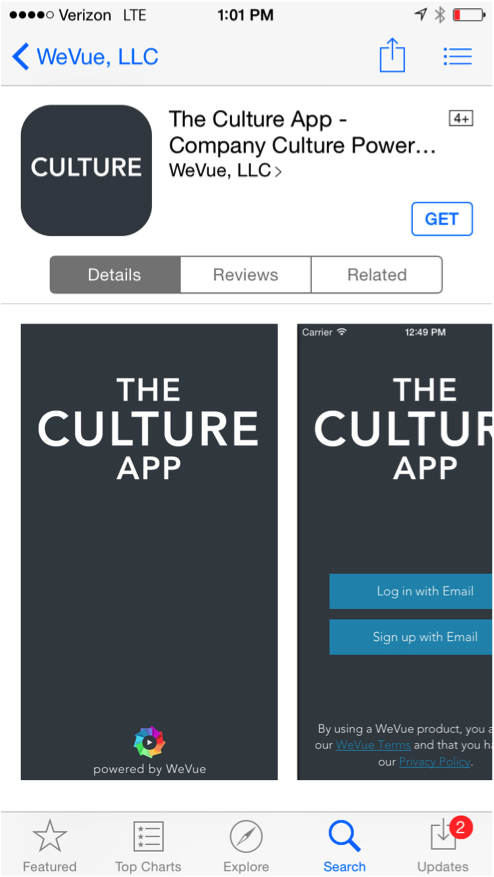 Verizon LTE 1:01 PM
WeVue, LLC
CULTURE
The Culture App -
Company Culture Power...
4+
WeVue, LLC >
GET
Details Reviews Related
THE
CULTURE
APP
powered by WeVue
Carrier 12:49 PM
THE
CULTUR
APP
Log in with Email
Sign up with Email
By using a WeVue product, you a
our WeVue Terms and that you ha
our Privacy Policy.
2
Featured Top Charts Explore Search Updates